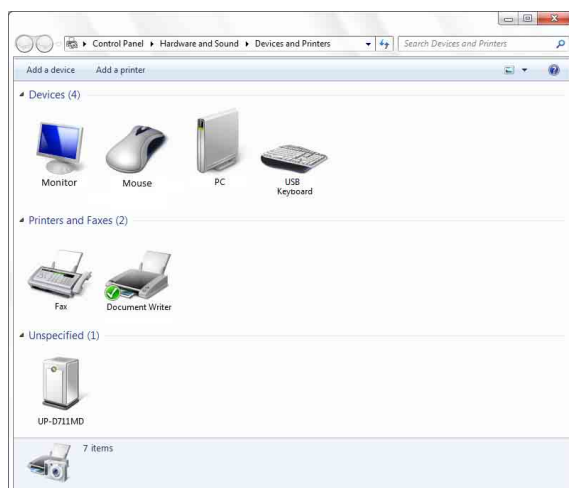 Control Panel ▸ Hardware and Sound ▸ Devices and Printers
Search Devices and Printers
Add a device Add a printer
Devices (4)
Monitor Mouse PC USB Keyboard
Printers and Faxes (2)
Fax Document Writer
Unspecified (1)
UP-D711MD
7 items